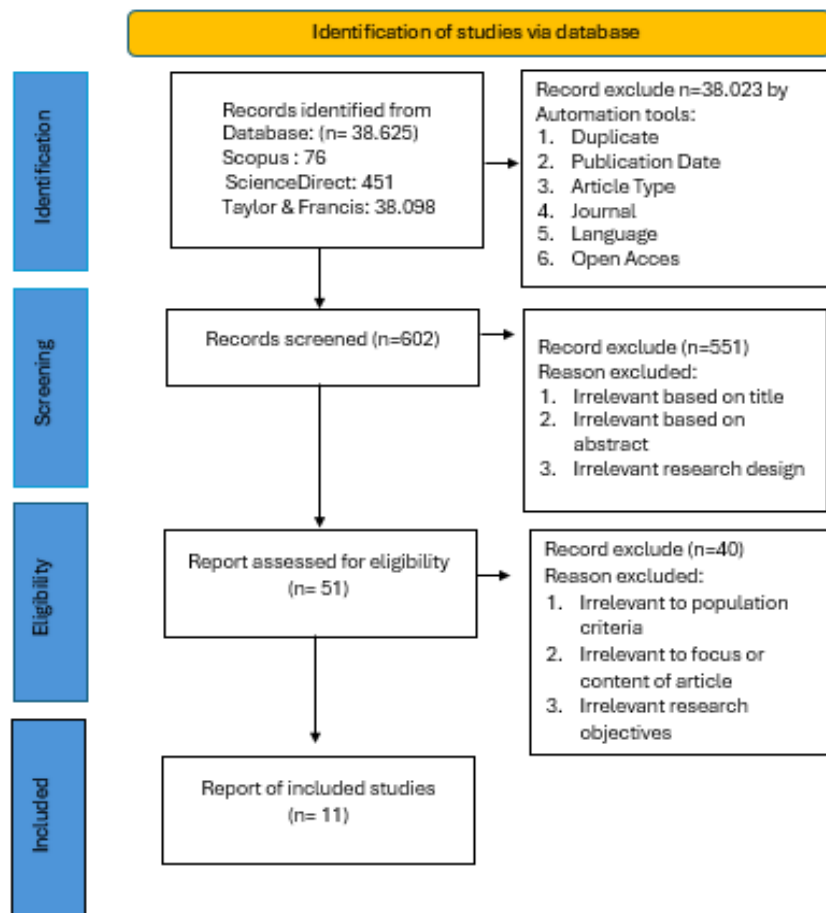 Identification of studies via database
Identification
Records identified from
Database: (n= 38.625)
Scopus : 76
ScienceDirect: 451
Taylor & Francis: 38.098
Record exclude n=38.023 by
Automation tools:
1. Duplicate
2. Publication Date
3. Article Type
4. Journal
5. Language
6. Open Acces
Screening
Records screened (n=602)
Record exclude (n=551)
Reason excluded:
1. Irrelevant based on title
2. Irrelevant based on
abstract
3. Irrelevant research design
Eligibility
Report assessed for eligibility
(n= 51)
Record exclude (n=40)
Reason excluded:
1. Irrelevant to population
criteria
2. Irrelevant to focus or
content of article
3. Irrelevant research
objectives
Included
Report of included studies
(n= 11)